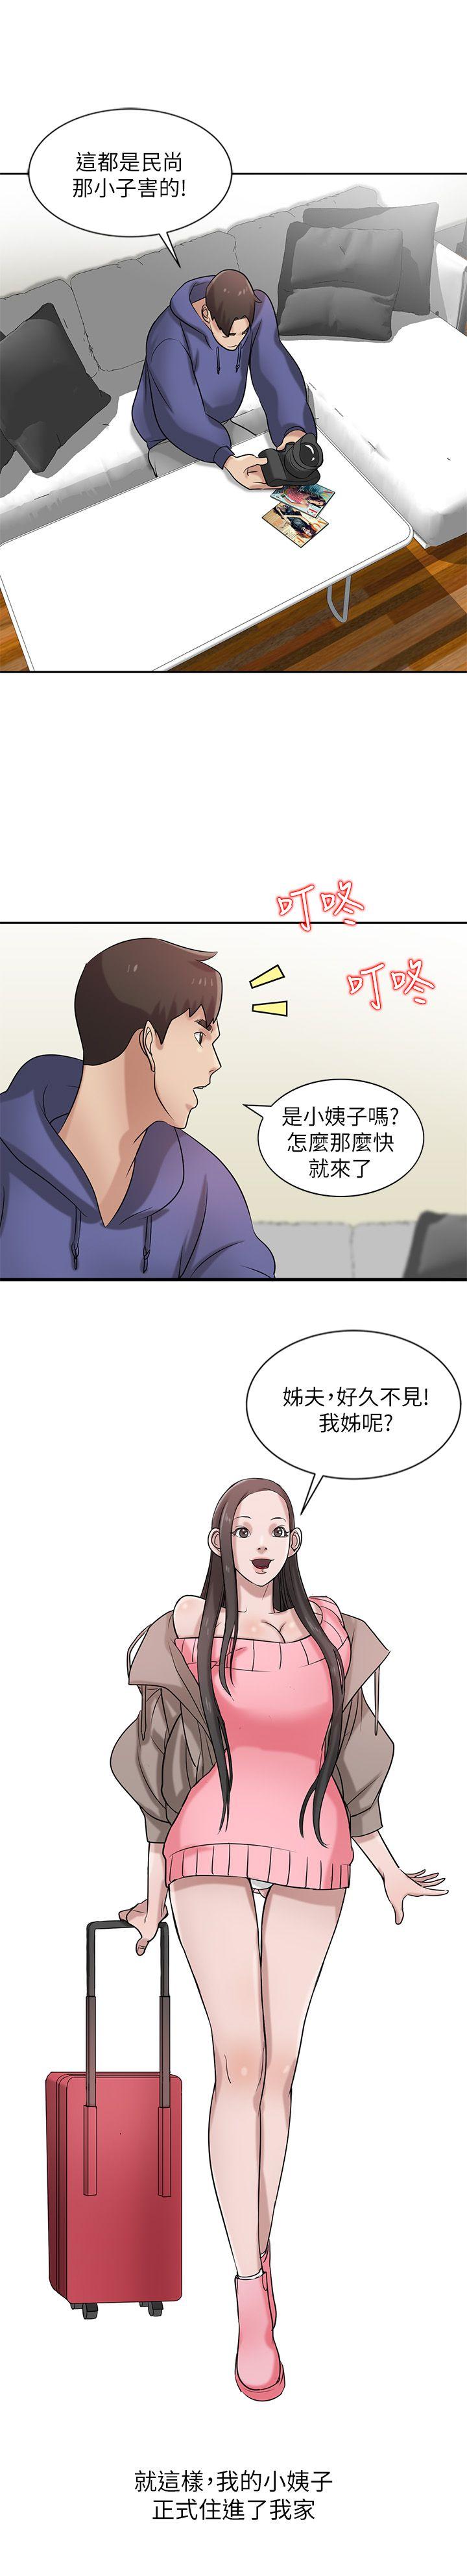 這都是民尚
那小子害的!
叮咚
叮咚
是小姨子嗎?
怎麼那麼快
就來了
姊夫，好久不見!
我姊呢?
就這樣，我的小姨子
正式住進了我家